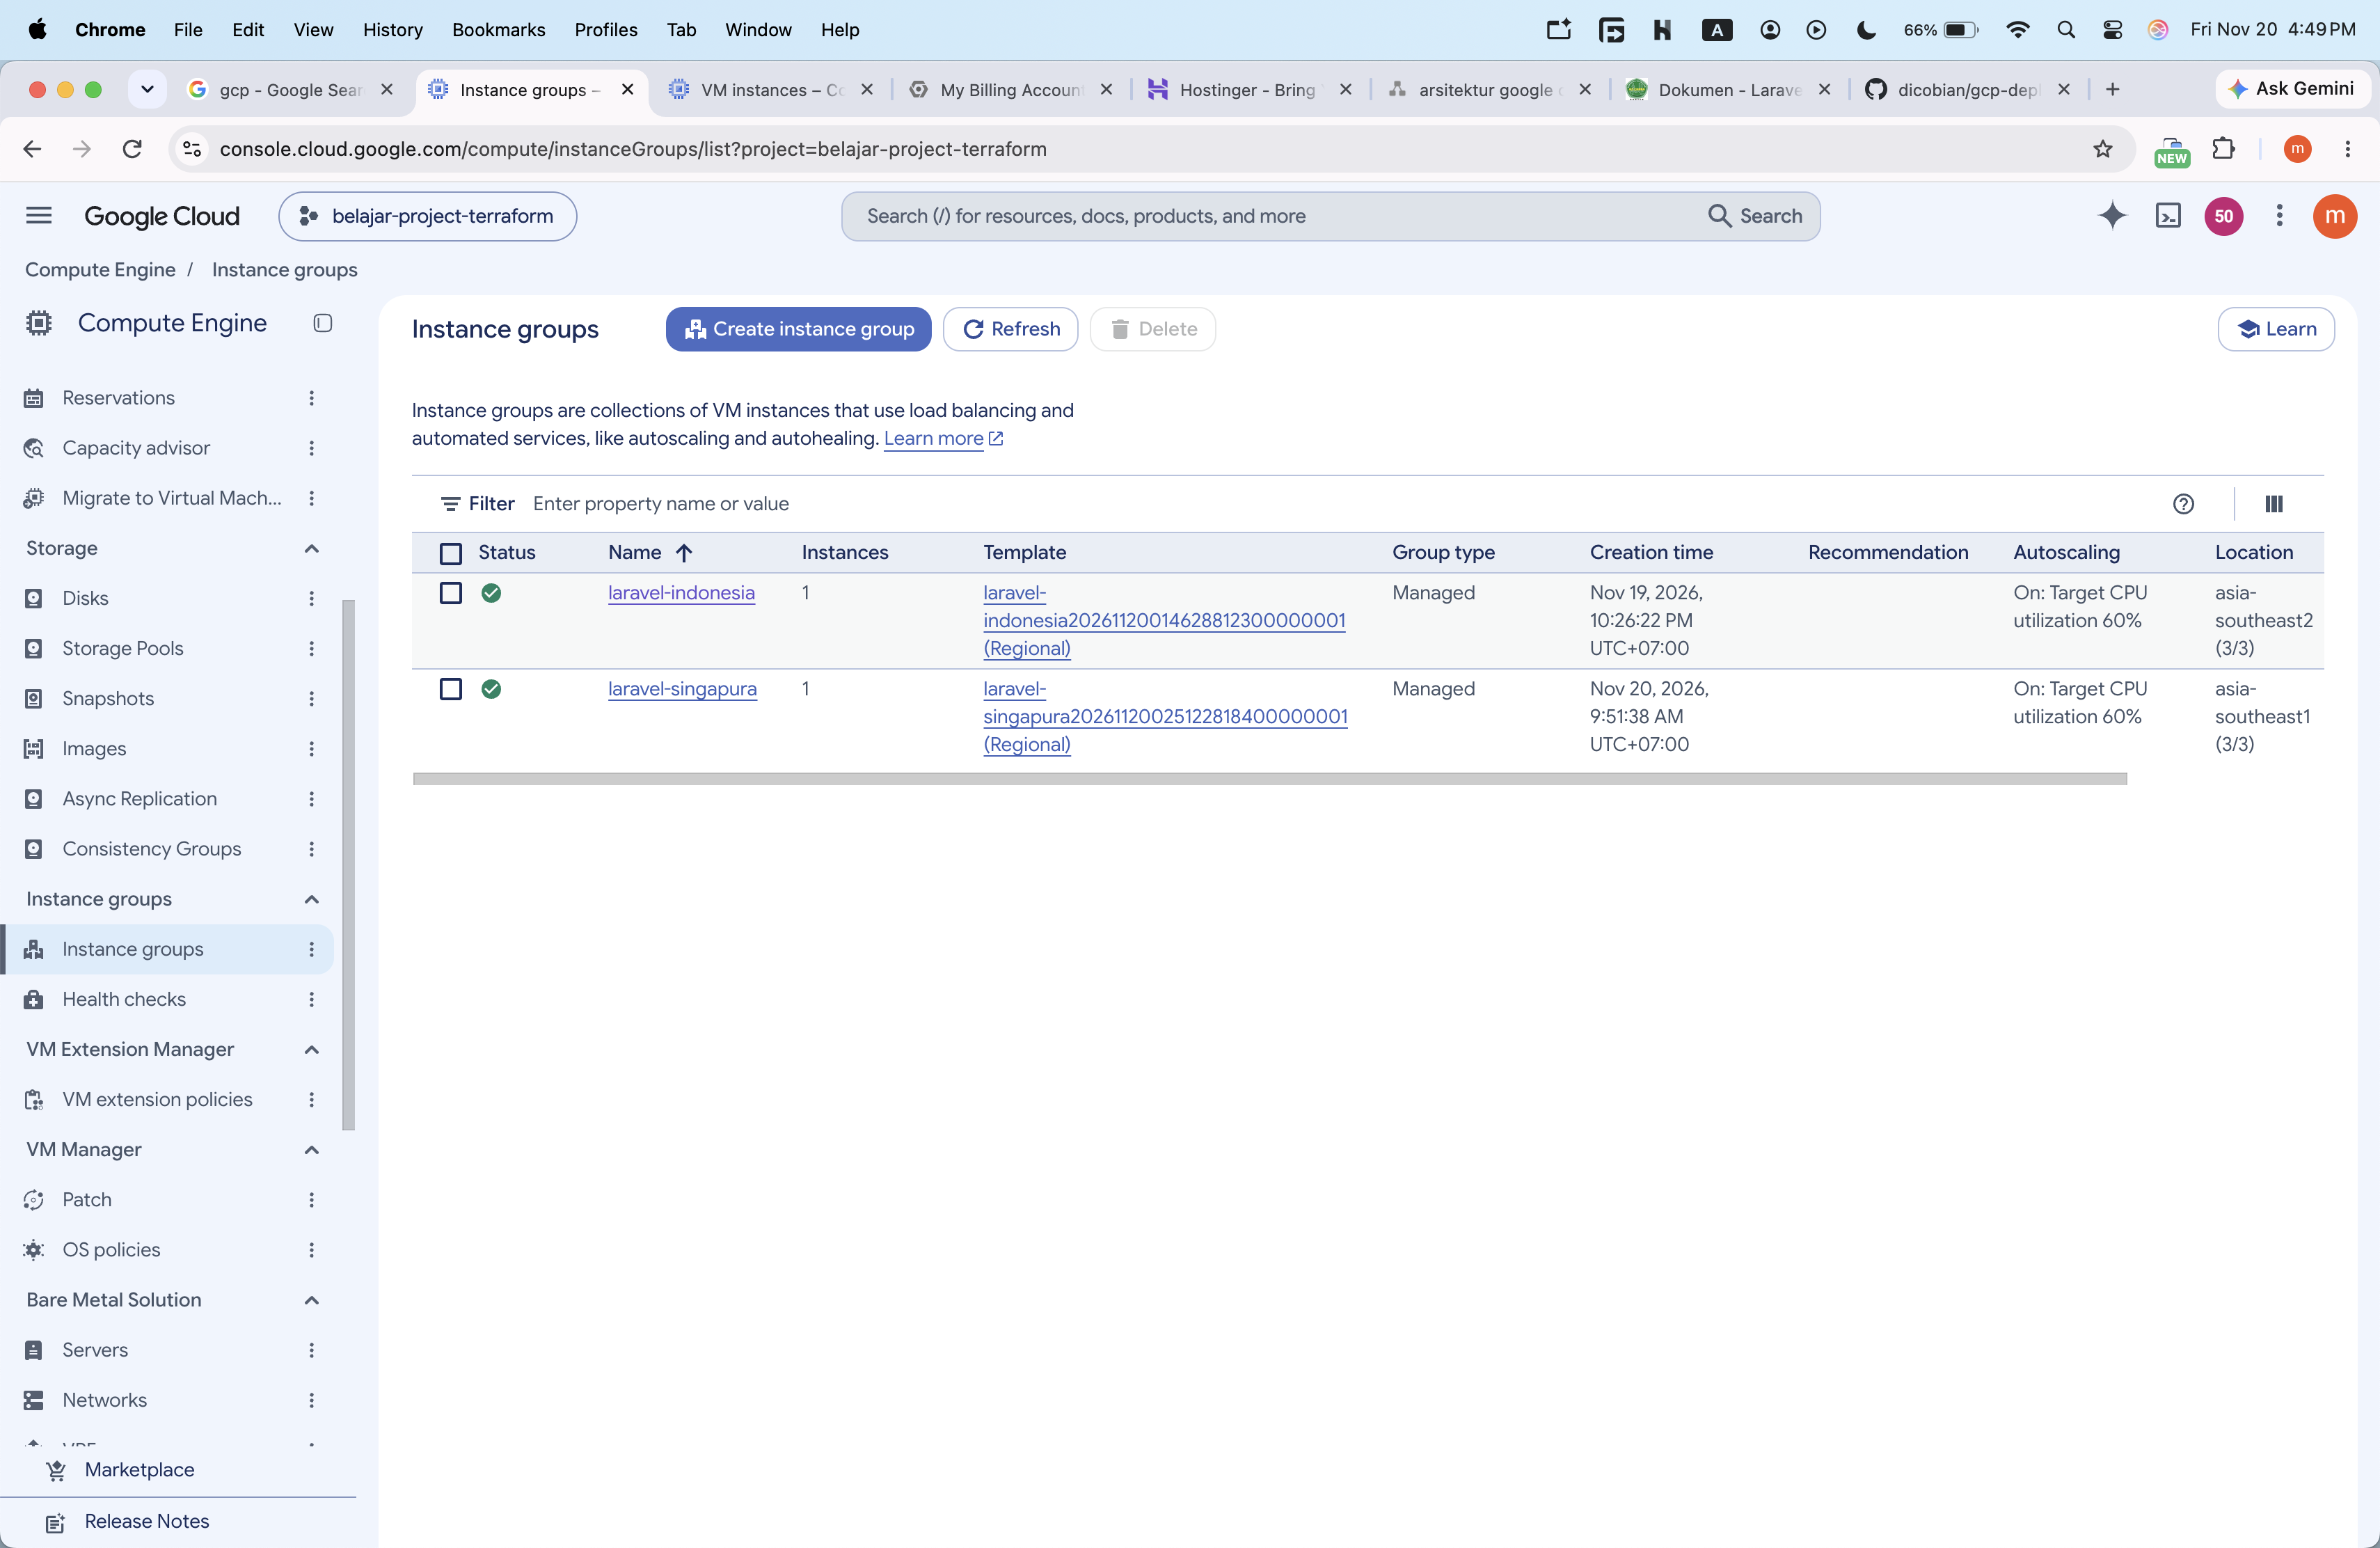 Chrome File Edit View History Bookmarks Profiles Tab Window Help A 66% Fri Nov 20 4:49 PM
gcp - Google Sear Instance groups – VM instances – Co My Billing Account Hostinger - Bring arsitektur google Dokumen - Larave dicobian/gcp-dep Ask Gemini
console.cloud.google.com/compute/instanceGroups/list?project=belajar-project-terraform NEW m
Google Cloud belajar-project-terraform Search (/) for resources, docs, products, and more Search 50 m
Compute Engine / Instance groups
Compute Engine
Reservations
Capacity advisor
Migrate to Virtual Mach...
Storage
Disks
Storage Pools
Snapshots
Images
Async Replication
Consistency Groups
Instance groups
Instance groups
Health checks
VM Extension Manager
VM extension policies
VM Manager
Patch
OS policies
Bare Metal Solution
Servers
Networks
Marketplace
Release Notes
Instance groups Create instance group Refresh Delete Learn
Instance groups are collections of VM instances that use load balancing and
automated services, like autoscaling and autohealing. Learn more
Filter Enter property name or value
Status Name Instances Template Group type Creation time Recommendation Autoscaling Location
laravel-indonesia 1 laravel- Managed Nov 19, 2026, On: Target CPU asia-
indonesia20261120014628812300000001 10:26:22 PM utilization 60% southeast2
(Regional) UTC+07:00 (3/3)
laravel-singapura 1 laravel- Managed Nov 20, 2026, On: Target CPU asia-
singapura20261120025122818400000001 9:51:38 AM utilization 60% southeast1
(Regional) UTC+07:00 (3/3)